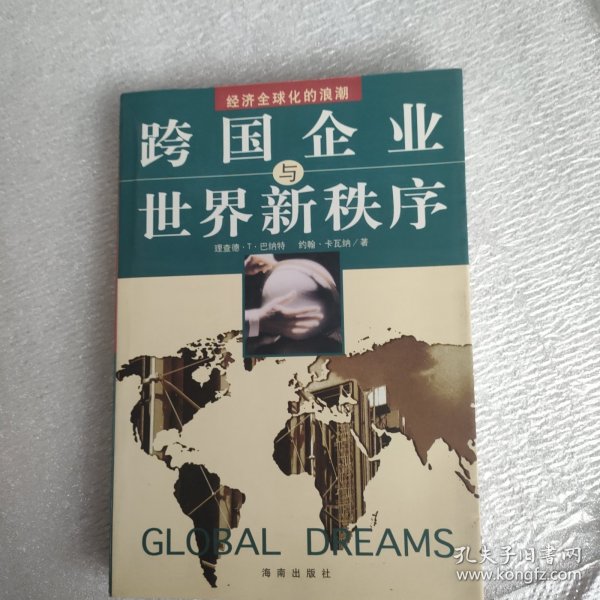 经济全球化的浪潮
跨国企业
与
世界新秩序
理查德·T·巴纳特 约翰·卡瓦纳/著
GLOBAL DREAMS
海南出版社
孔夫子旧书网
www.kongfz.com